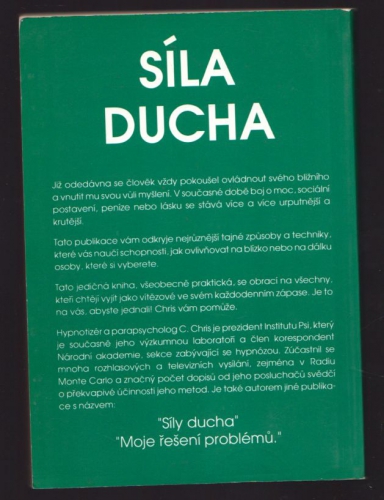 SÍLA
DUCHA
Již odedávna se člověk vždy pokoušel ovládnout svého bližního
a vnutit mu svou vůli myšlení. V současné době boj o moc, sociální
postavení, peníze nebo lásku se stává více a více urputnější a
krutější.
Tato publikace vám odkryje nejrůznější tajné způsoby a techniky,
které vás naučí schopnosti, jak ovlivňovat na blízko nebo na dálku
osoby, které si vyberete.
Tato jedičná kniha, všeobecně praktická, se obrací na všechny,
kteří chtějí vyjít jako vítězové ve svém každodenním zápase. Je to
na vás, abyste jednali! Chris vám pomůže.
Hypnotizér a parapsycholog C. Chris je prezident Institutu Psi, který
je současně jeho výzkumnou laboratoří a člen korespondent
Národní akademie, sekce zabývající se hypnózou. Zúčastnil se
mnoha rozhlasových a televizních vysílání, zejména v Radiu
Monte Carlo a značný počet dopisů od jeho posluchačů svědčí
o překvapivé účinnosti jeho metod. Je také autorem jiné publika-
ce s názvem:
"Síly ducha"
"Moje řešení problémů."